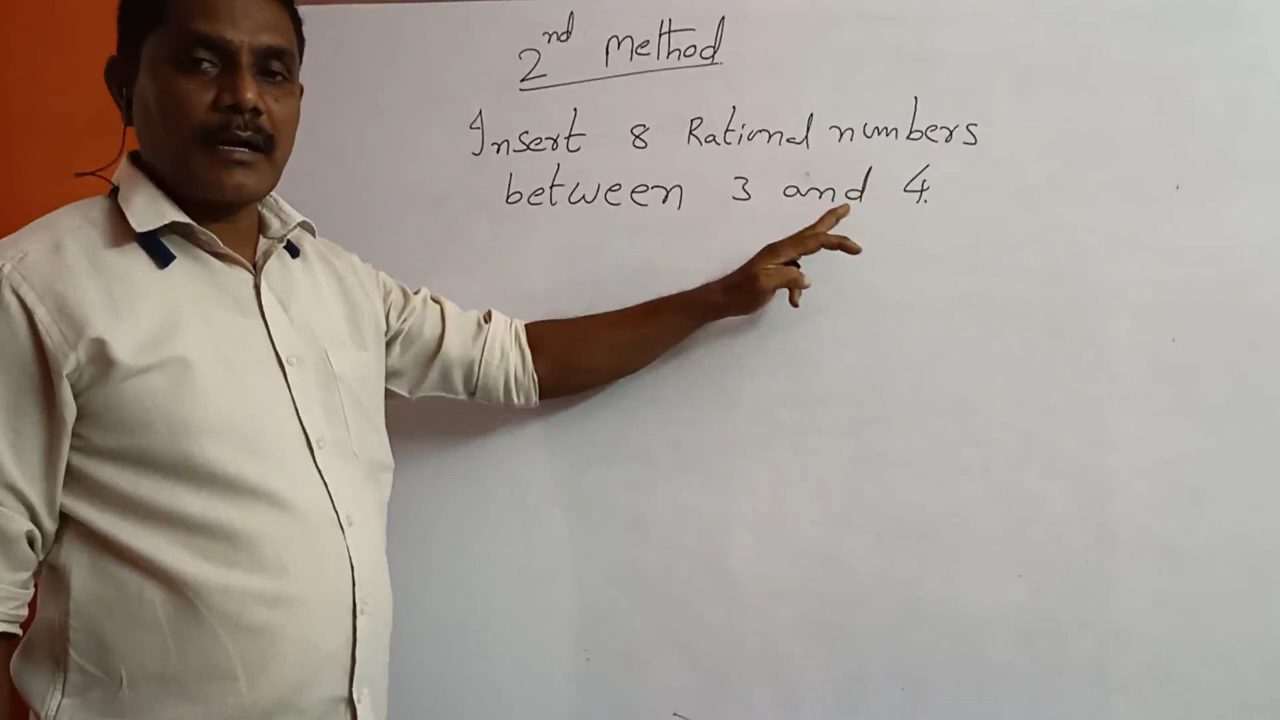 2nd Method
Insert 8 Rational numbers
between 3 and 4.